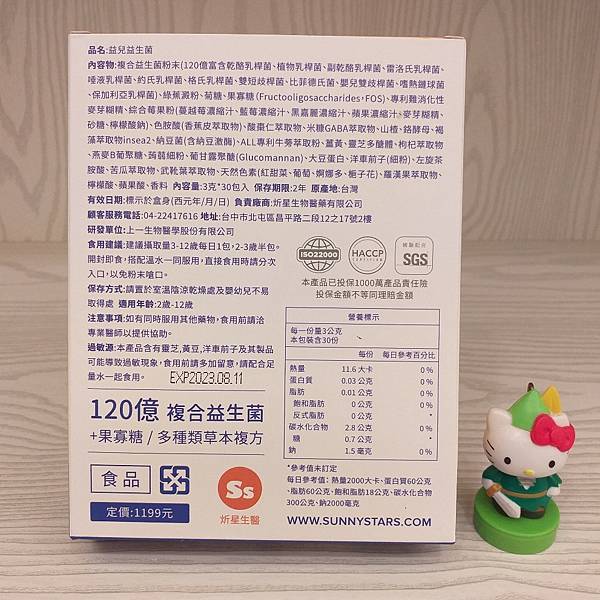 品名:益兒益生菌
內容物:複合益生菌粉末(120億富含乾酪乳桿菌、植物乳桿菌、副乾酪乳桿菌、雷洛氏乳桿菌、
唾液乳桿菌、約氏乳桿菌、格氏乳桿菌、雙短歧桿菌、比菲德氏菌、嬰兒雙歧桿菌、嗜熱鏈球菌
、保加利亞乳桿菌)、綠蕉澱粉、菊糖、果寡糖(Fructooligosaccharides,FOS)、專利難消化性
麥芽糊精、綜合莓果粉(蔓越莓濃縮汁、藍莓濃縮汁、黑嘉麗濃縮汁、蘋果濃縮汁、麥芽糊精、
砂糖、檸檬酸鈉)、色胺酸(香蕉皮萃取物)、酸棗仁萃取物、米糠GABA萃取物、山楂、鉻酵母、褐
藻萃取物insea2、納豆菌(含納豆激酶)、ALL專利牛蒡萃取粉、薑黃、靈芝多醣體、枸杞萃取物
、燕麥B葡聚糖、蒟蒻細粉、葡甘露聚醣(Glucomannan)、大豆蛋白、洋車前子(細粉)、左旋茶
胺酸、苦瓜萃取物、武靴葉萃取物、天然色素(紅甜菜、葡萄、婀娜多、梔子花)、羅漢果萃取物、
檸檬酸、蘋果酸、香料 內容量:3克*30包入 保存期限:2年 原產地:台灣
有效日期:標示於盒身(西元年/月/日) 負責廠商:炘星生物醫藥有限公司
顧客服務電話:04-22417616 地址:台中市北屯區昌平路二段12之17號2樓
研發單位:上一生物醫學股份有限公司
食用建議:建議攝取量3-12歲每日1包,2-3歲半包。
開封即食,搭配溫水一同服用,直接食用時請分次
入口,以免粉末嗆口。
保存方式:請置於室溫陰涼乾燥處及嬰幼兒不易
取得處 適用年齡:2歲-12歲
注意事項:如有同時服用其他藥物,食用前請洽
專業醫師以提供協助。
過敏源:本產品含有靈芝,黃豆,洋車前子及其製品
可能導致過敏現象,食用前請多加留意,請配合足
量水一起食用。
EXP2023.08.11
ISO22000
HACCP
CERTIFIED
SGS
本產品已投保1000萬產品責任險
投保金額不等同理賠金額
營養標示
每一份量3公克
本包裝含30份
每份 每日參考百分比
熱量 11.6 大卡 0 %
蛋白質 0.03 公克 0 %
脂肪 0.01 公克 0 %
飽和脂肪 0 公克 0 %
反式脂肪 0 公克 *
碳水化合物 2.8 公克 0 %
糖 0.7 公克 *
鈉 1.5 毫克 0 %
*參考值未訂定
每日參考值: 熱量2000大卡、蛋白質60公克
、脂肪60公克、飽和脂肪18公克、碳水化合物
300公克、鈉2000毫克
WWW.SUNNYSTARS.COM
120億 複合益生菌
+果寡糖 / 多種類草本複方
食品
定價:1199元
Ss
炘星生醫